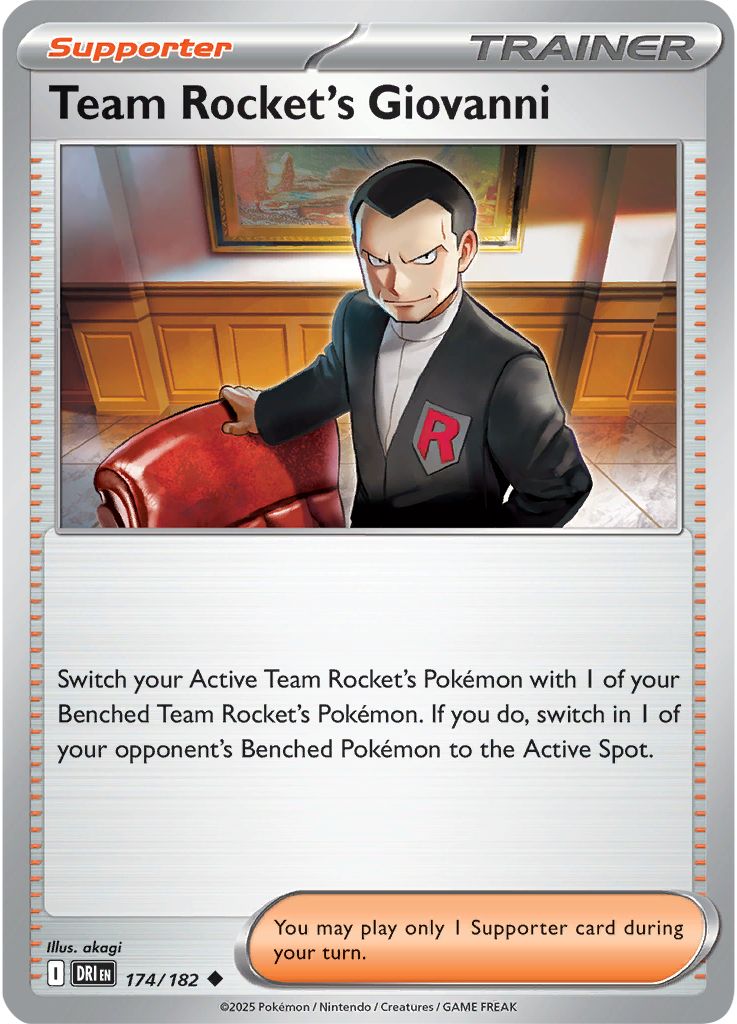 Supporter TRAINER
Team Rocket's Giovanni
R
Switch your Active Team Rocket's Pokémon with 1 of your
Benched Team Rocket's Pokémon. If you do, switch in 1 of
your opponent's Benched Pokémon to the Active Spot.
You may play only 1 Supporter card during
your turn.
Illus. akagi
I DRI EN 174/182
©2025 Pokémon / Nintendo / Creatures / GAME FREAK